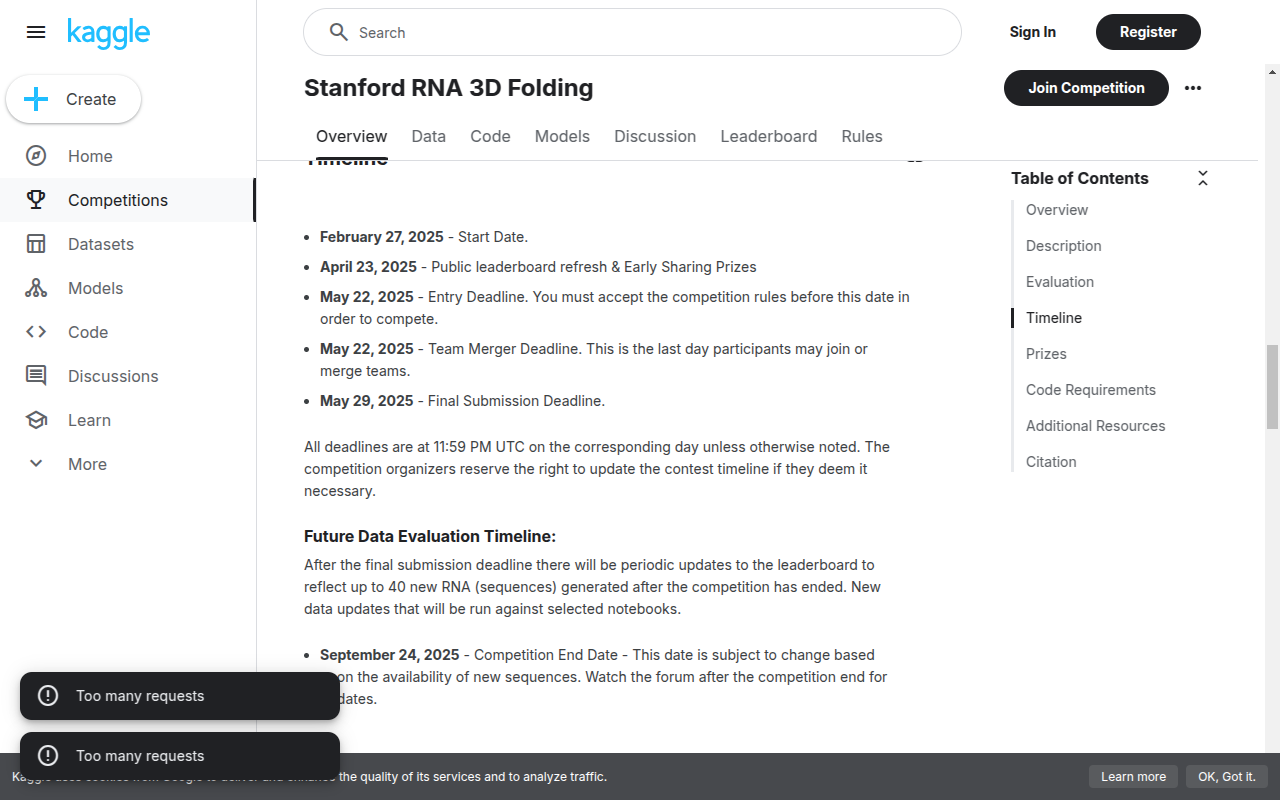 kaggle
Search
Sign In
Register
Create
Home
Competitions
Datasets
Models
Code
Discussions
Learn
More
Stanford RNA 3D Folding
Join Competition
Overview
Data
Code
Models
Discussion
Leaderboard
Rules
Timeline
February 27, 2025 - Start Date.
April 23, 2025 - Public leaderboard refresh & Early Sharing Prizes
May 22, 2025 - Entry Deadline. You must accept the competition rules before this date in
order to compete.
May 22, 2025 - Team Merger Deadline. This is the last day participants may join or
merge teams.
May 29, 2025 - Final Submission Deadline.
All deadlines are at 11:59 PM UTC on the corresponding day unless otherwise noted. The
competition organizers reserve the right to update the contest timeline if they deem it
necessary.
Future Data Evaluation Timeline:
After the final submission deadline there will be periodic updates to the leaderboard to
reflect up to 40 new RNA (sequences) generated after the competition has ended. New
data updates that will be run against selected notebooks.
September 24, 2025 - Competition End Date - This date is subject to change based
on the availability of new sequences. Watch the forum after the competition end for
dates.
Table of Contents
Overview
Description
Evaluation
Timeline
Prizes
Code Requirements
Additional Resources
Citation
Too many requests
Too many requests
the quality of its services and to analyze traffic.
Learn more
OK, Got it.